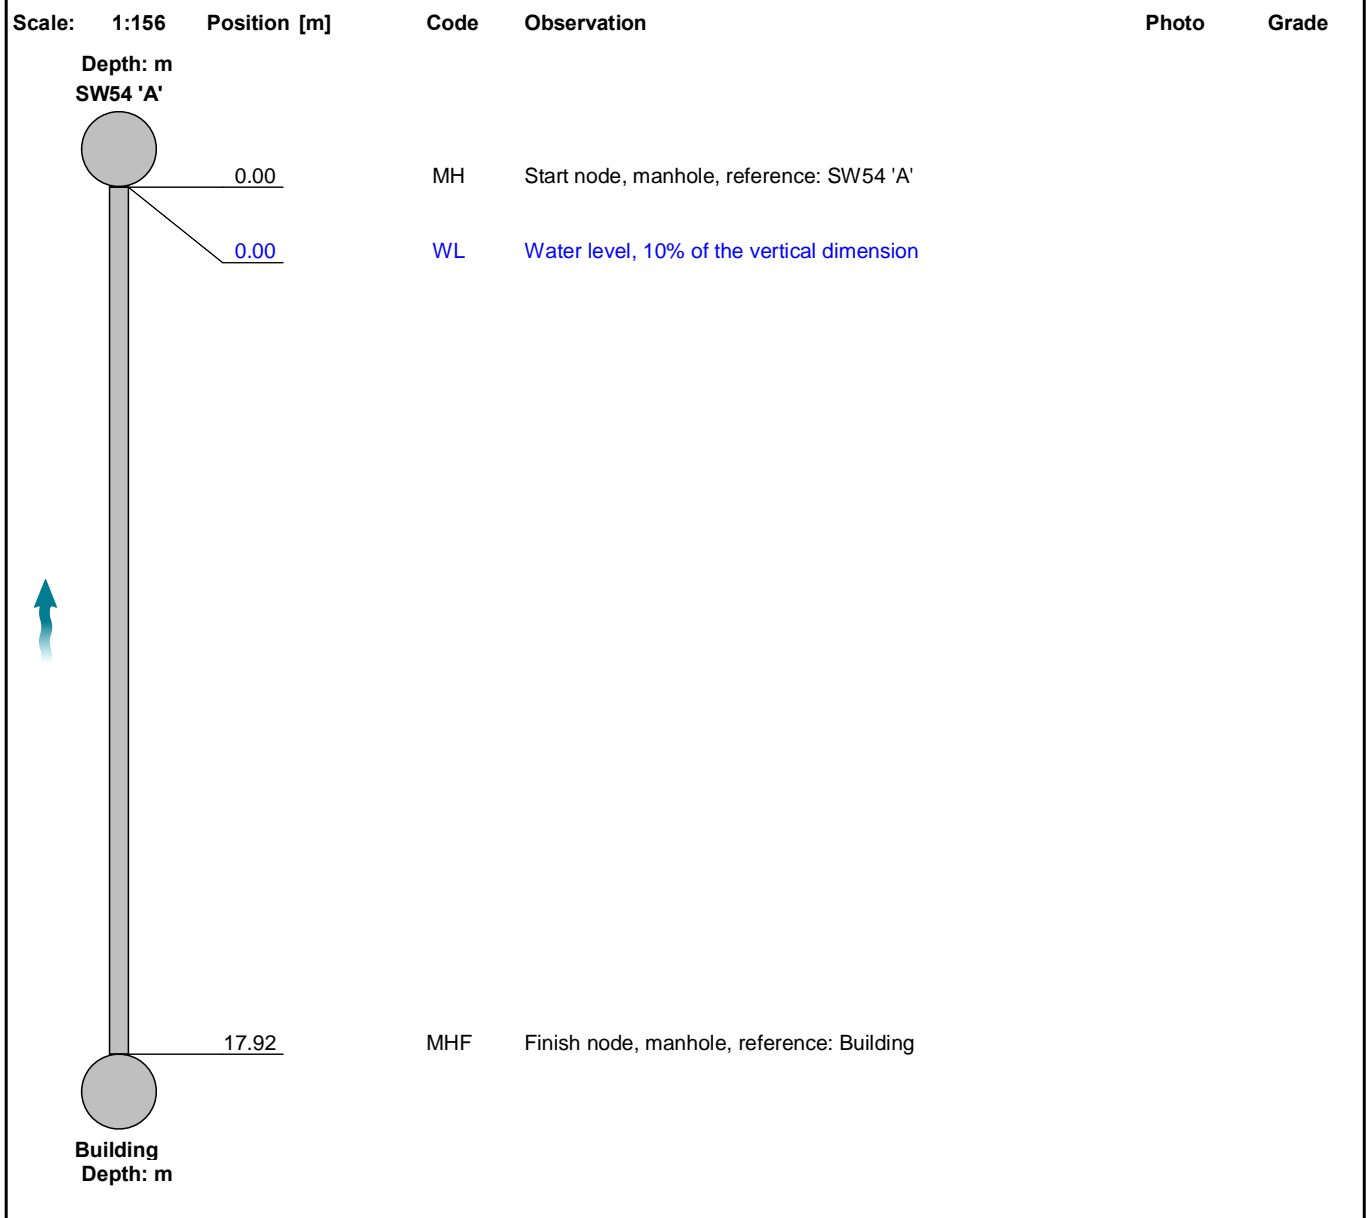 Scale: 1:156 Position [m] Code Observation Photo Grade
Depth: m
SW54 'A'
0.00 MH Start node, manhole, reference: SW54 'A'
0.00 WL Water level, 10% of the vertical dimension
17.92 MHF Finish node, manhole, reference: Building
Building
Depth: m